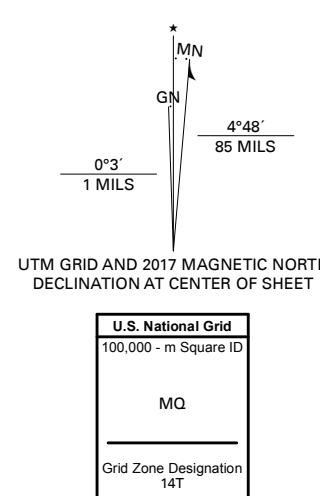 ★
MN
GN
4°48´
85 MILS
0°3´
1 MILS
UTM GRID AND 2017 MAGNETIC NORTH
DECLINATION AT CENTER OF SHEET
U.S. National Grid
100,000 - m Square ID
MQ
Grid Zone Designation
14T